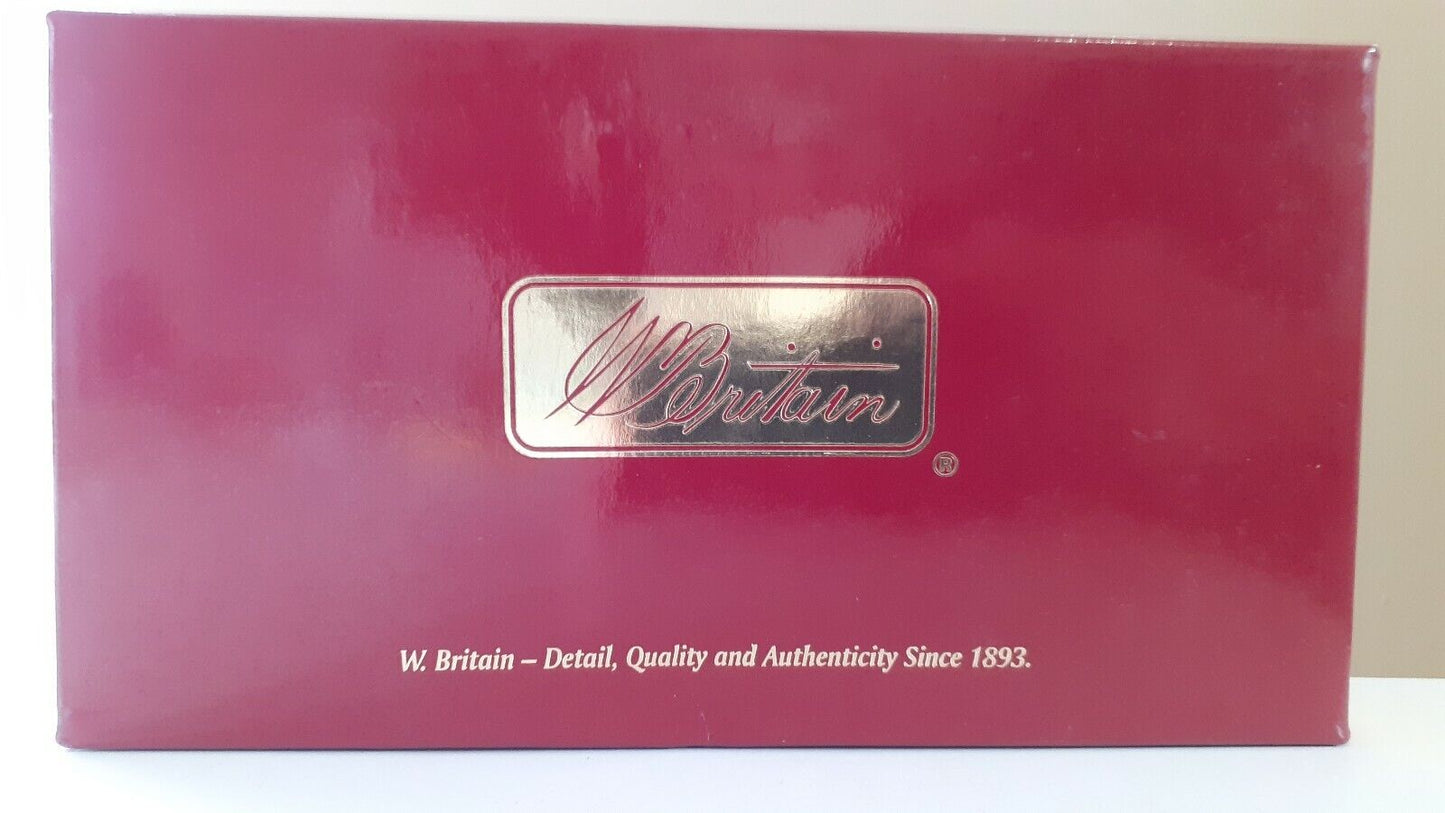 W Britain
®
W. Britain – Detail, Quality and Authenticity Since 1893.